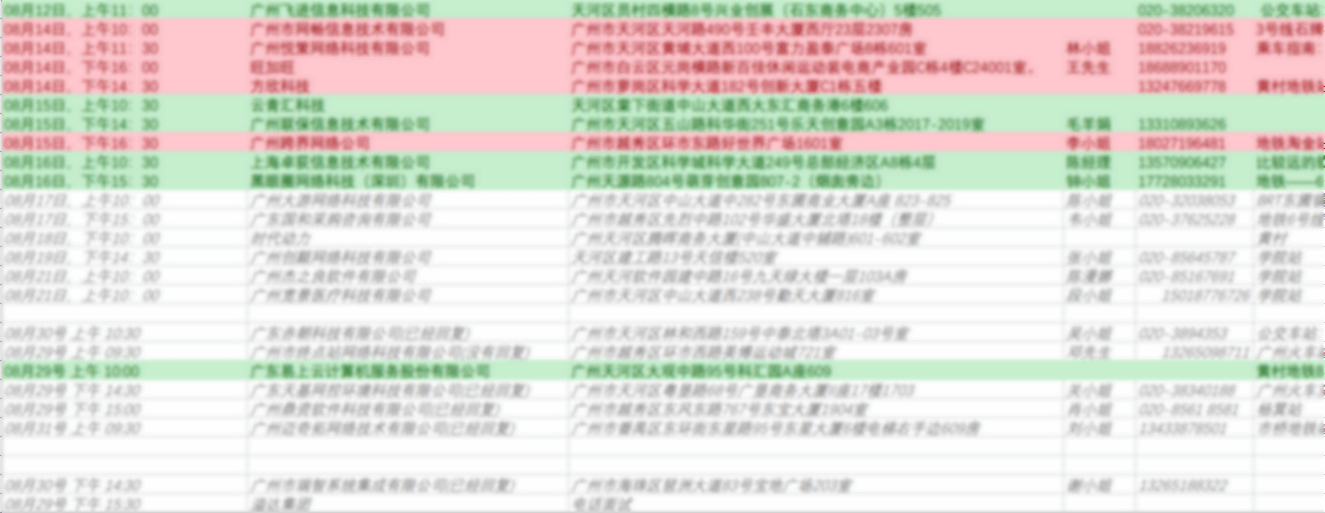 08月12日，上午11：00 广州飞进信息科技有限公司 天河区员村四横路8号兴业创展（石东商务中心）5楼505 020-38206320 公交车站
08月14日，上午10：00 广州市网畅信息技术有限公司 广州市天河区天河路490号壬丰大厦西厅23层2307房 020-38219615 3号线石牌
08月14日，上午11：30 广州悦聚网络科技有限公司 广州市天河区黄埔大道西100号富力盈泰广场B栋601室 林小姐 18826236919 乘车指南
08月14日，下午16：00 旺加旺 广州市白云区元岗横路新百佳休闲运动装电商产业园C栋4楼C24001室， 王先生 18688901170
08月14日，下午14：30 方欣科技 广州市萝岗区科学大道182号创新大厦C1栋五楼 13247669778 黄村地铁站
08月15日，上午10：30 云青汇科技 天河区棠下街道中山大道西大东汇商务港6楼606
08月15日，下午14：30 广州联保信息技术有限公司 广州市天河区五山路科华街251号乐天创意园A3栋2017-2019室 毛羊娟 13310893626
08月15日，下午16：30 广州跨界网络公司 广州市越秀区环市东路好世界广场1601室 李小姐 18027196481 地铁淘金站
08月16日，上午10：30 上海卓荻信息技术有限公司 广州市开发区科学城科学大道249号总部经济区A8栋4层 陈经理 13570906427 比较远的
08月16日，下午15：30 黑眼圈网络科技（深圳）有限公司 广州天源路804号萌芽创意园807-2（烟囱旁边） 钟小姐 17728033291 地铁——6
08月17日，上午10：00 广州大源网络科技有限公司 广州市天河区中山大道中282号东圃商业大厦A座 823-825 陈小姐 020-32038053 BRT东圃镇
08月17日，下午15：00 广东国和采购咨询有限公司 广州市越秀区先烈中路102号华盛大厦北塔18楼（整层） 韦小姐 020-37625228 地铁6号线
08月18日，下午10：00 时代动力 广州天河区腾晖商务大厦(中山大道中辅路)601-602室 黄村
08月19日，下午14：30 广州创毅网络科技有限公司 天河区建工路13号天信楼520室 张小姐 020-85645787 学院站
08月21日，上午10：00 广州杰之良软件有限公司 广州天河软件园建中路16号九天绿大楼一层103A房 陈漫娜 020-85167691 学院站
08月21日，上午10：00 广州宽景医疗科技有限公司 广州市天河区中山大道西238号勤天大厦816室 段小姐 15018776726 学院站
08月30号 上午 10:30 广东亦朝科技有限公司(已经回复) 广州市天河区林和西路159号中泰北塔3A01-03号室 吴小姐 020-3894353 公交车站
08月29号 上午 09:30 广州市终点站网络科技有限公司(没有回复) 广州市越秀区环市西路美博运动城721室 邓先生 13265098711 广州火车站
08月29号 上午 10:00 广东易上云计算机服务股份有限公司 广州天河区大观中路95号科汇园A座609 黄村地铁B
08月29号 下午 14:30 广东天基网控环境科技有限公司(已经回复) 广州市天河区粤垦路68号广垦商务大厦II座17楼1703 关小姐 020-38340188 广州火车
08月29号 下午 15:00 广州鼎资软件科技有限公司(已经回复) 广州市越秀区东风东路767号东宝大厦1904室 肖小姐 020-8561 8581 杨箕站
08月31号 上午 09:30 广州迈奇拓网络技术有限公司(已经回复) 广州市番禺区东环街东星路95号东星大厦6楼电梯右手边609房 刘小姐 13433878501 市桥地铁站
08月30号 下午 14:30 广州市瑞智系统集成有限公司(已经回复) 广州市海珠区琶洲大道83号宝地广场203室 谢小姐 13265188322
08月29号 下午 15:30 溢达集团 电话面试